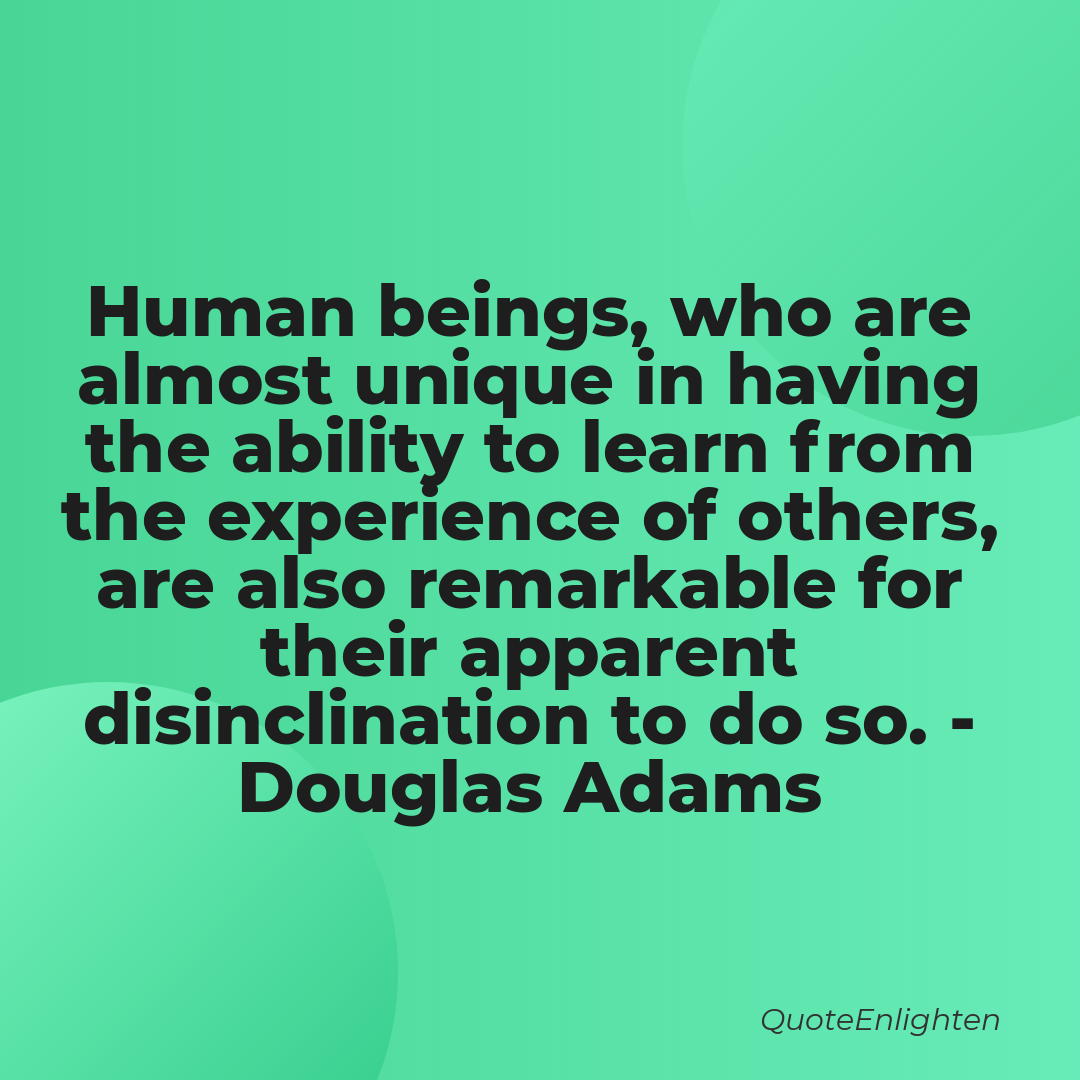 Human beings, who are
almost unique in having
the ability to learn from
the experience of others,
are also remarkable for
their apparent
disinclination to do so. -
Douglas Adams
QuoteEnlighten